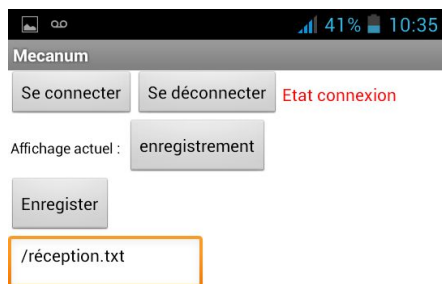 41% 10:35
Mecanum
Se connecter Se déconnecter Etat connexion
Affichage actuel : enregistrement
Enregister
/réception.txt